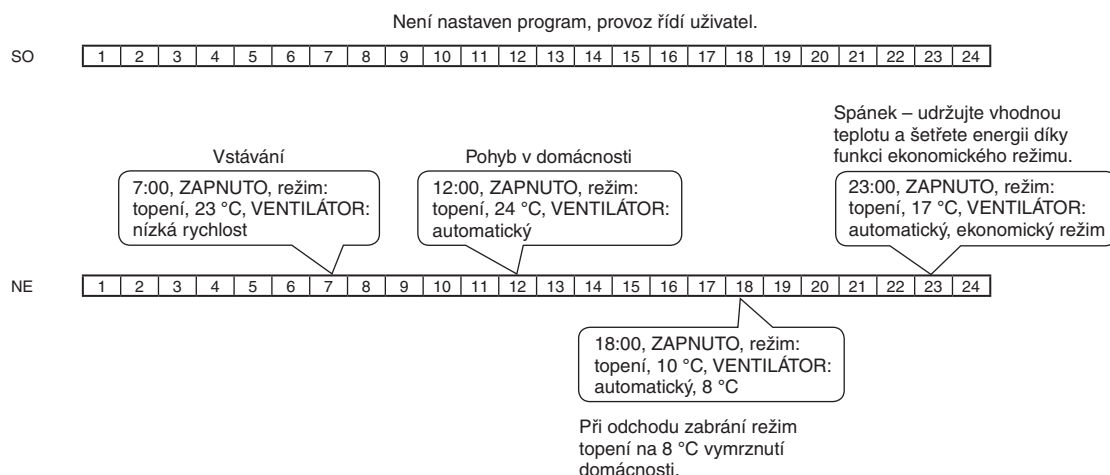 Není nastaven program, provoz řídí uživatel.
SO
1 2 3 4 5 6 7 8 9 10 11 12 13 14 15 16 17 18 19 20 21 22 23 24
Vstávání
7:00, ZAPNUTO, režim:
topení, 23 °C, VENTILÁTOR:
nízká rychlost
Pohyb v domácnosti
12:00, ZAPNUTO, režim:
topení, 24 °C, VENTILÁTOR:
automatický
Spánek – udržujte vhodnou
teplotu a šetřete energii díky
funkci ekonomického režimu.
23:00, ZAPNUTO, režim:
topení, 17 °C, VENTILÁTOR:
automatický, ekonomický režim
NE
1 2 3 4 5 6 7 8 9 10 11 12 13 14 15 16 17 18 19 20 21 22 23 24
18:00, ZAPNUTO, režim:
topení, 10 °C, VENTILÁTOR:
automatický, 8 °C
Při odchodu zabrání režim
topení na 8 °C vymrznutí
domácnosti.